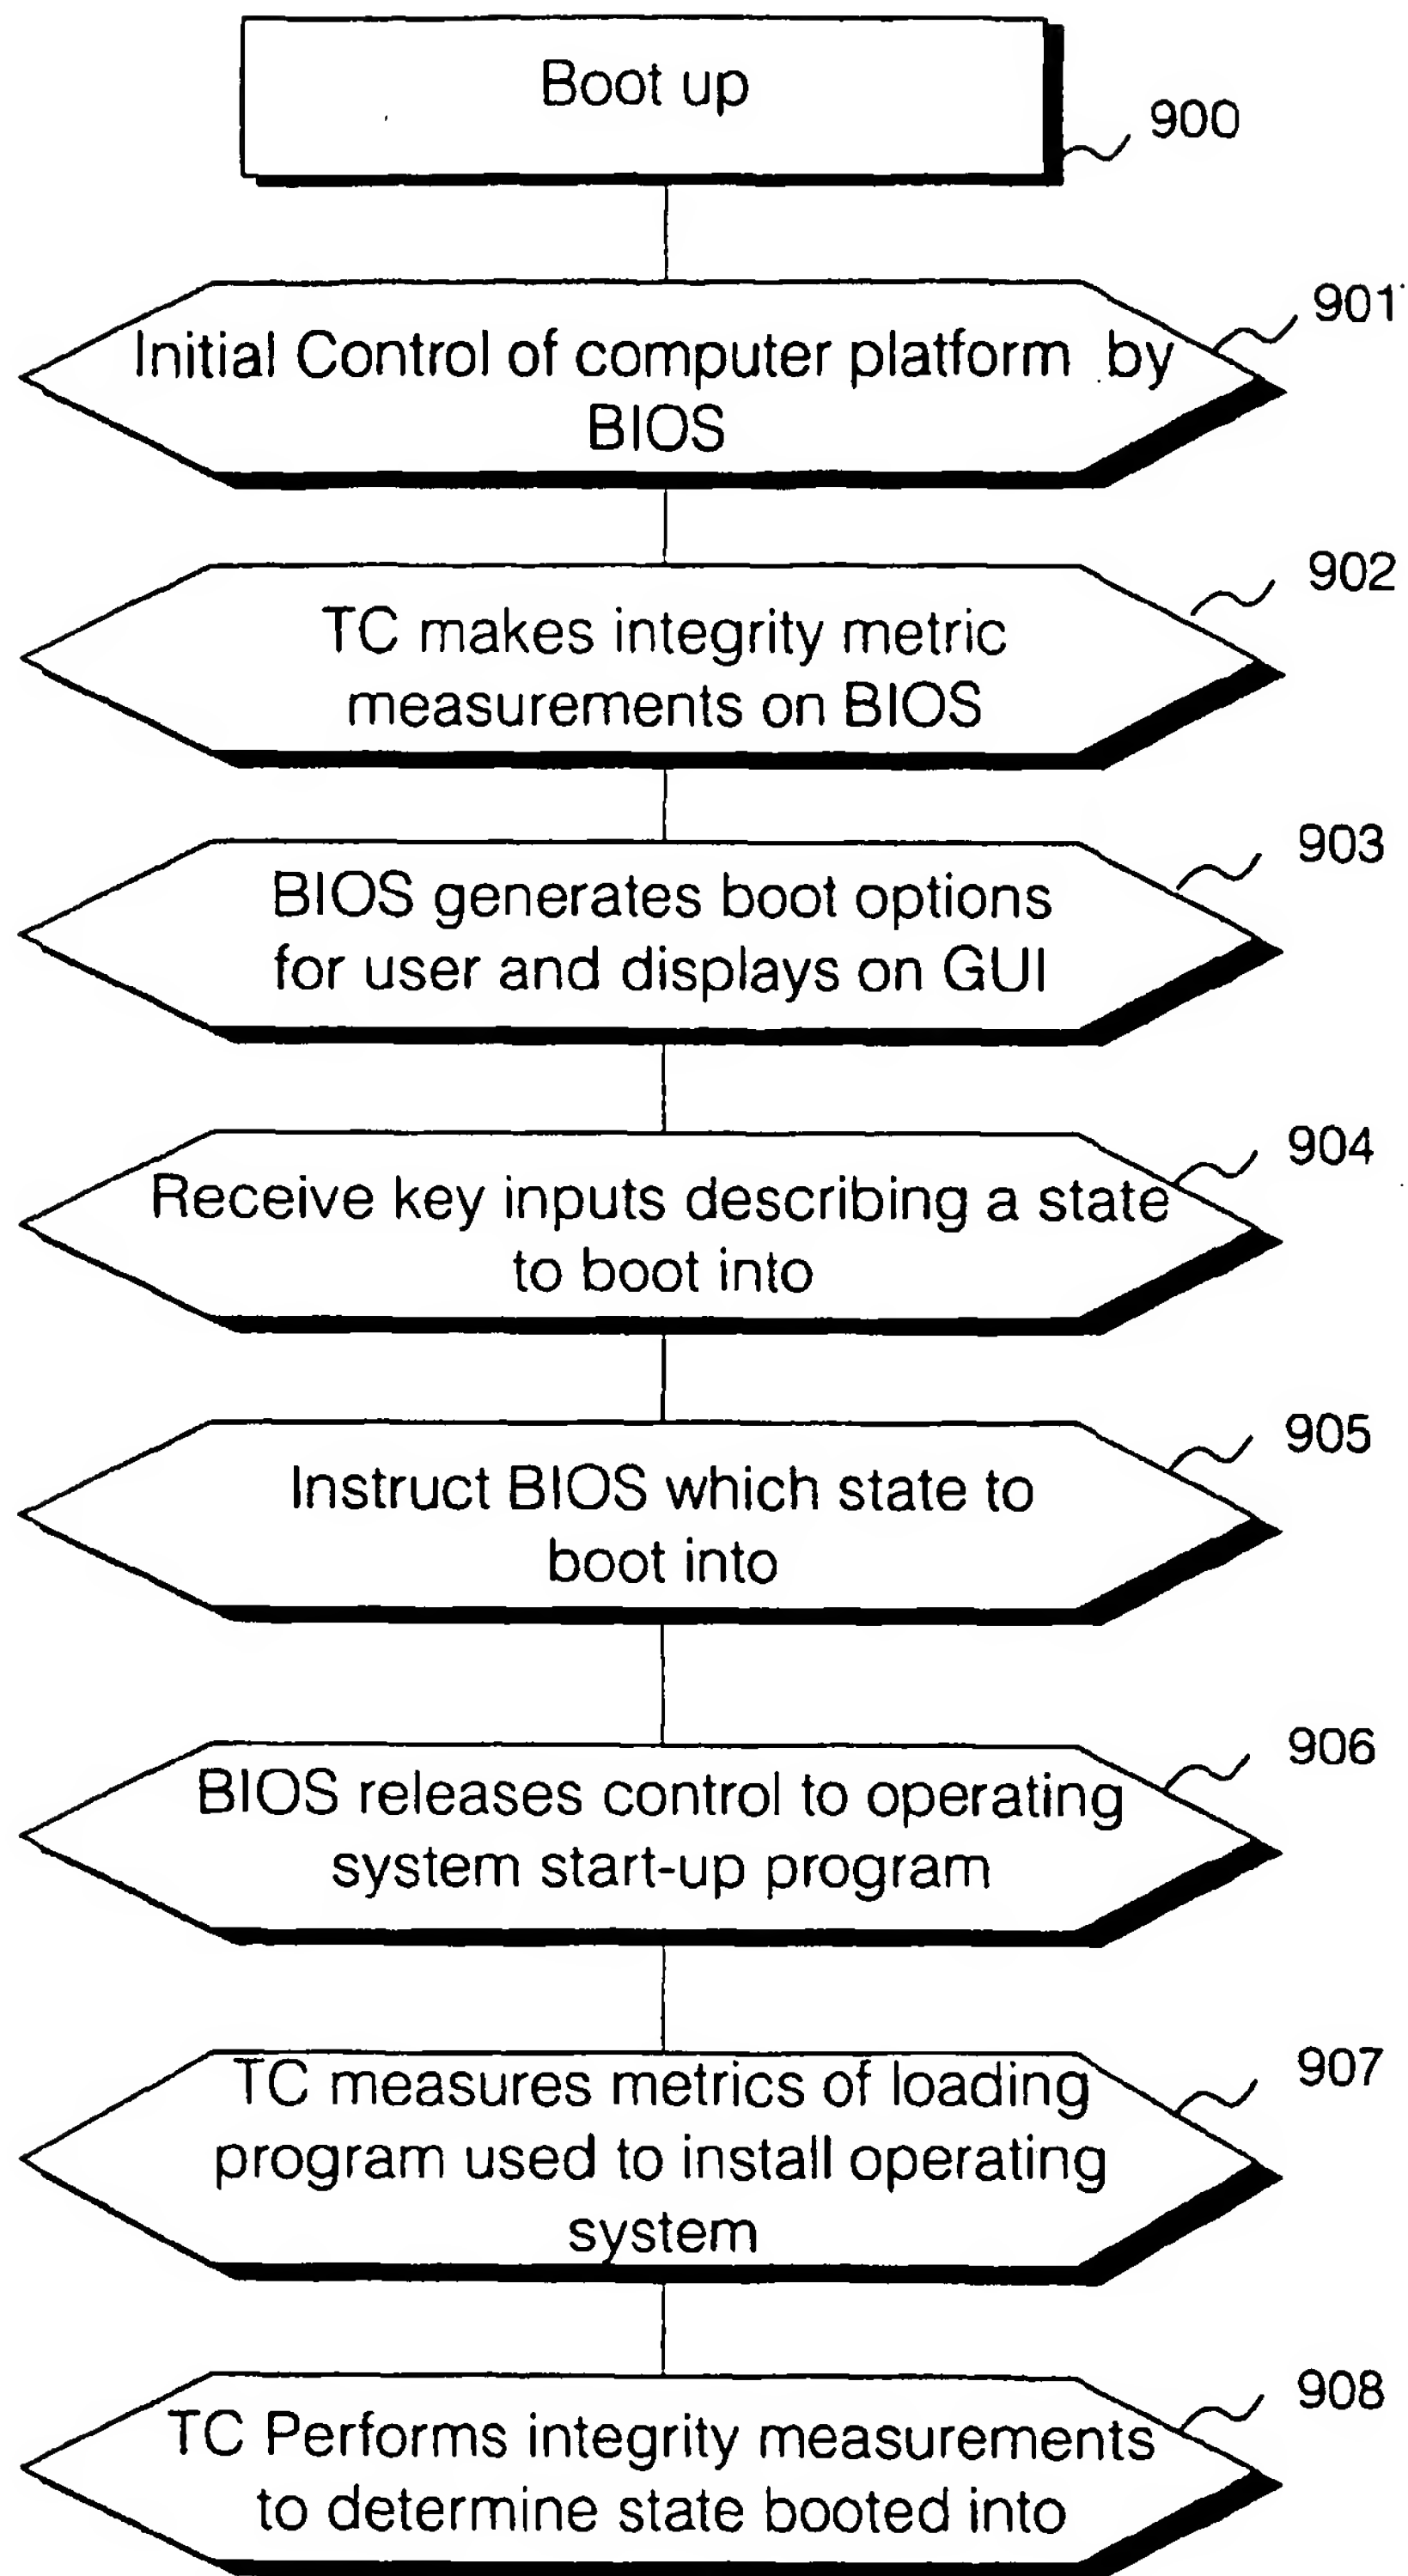 Boot up
900
Initial Control of computer platform by
BIOS
901
TC makes integrity metric
measurements on BIOS
902
BIOS generates boot options
for user and displays on GUI
903
Receive key inputs describing a state
to boot into
904
Instruct BIOS which state to
boot into
905
BIOS releases control to operating
system start-up program
906
TC measures metrics of loading
program used to install operating
system
907
TC Performs integrity measurements
to determine state booted into
908